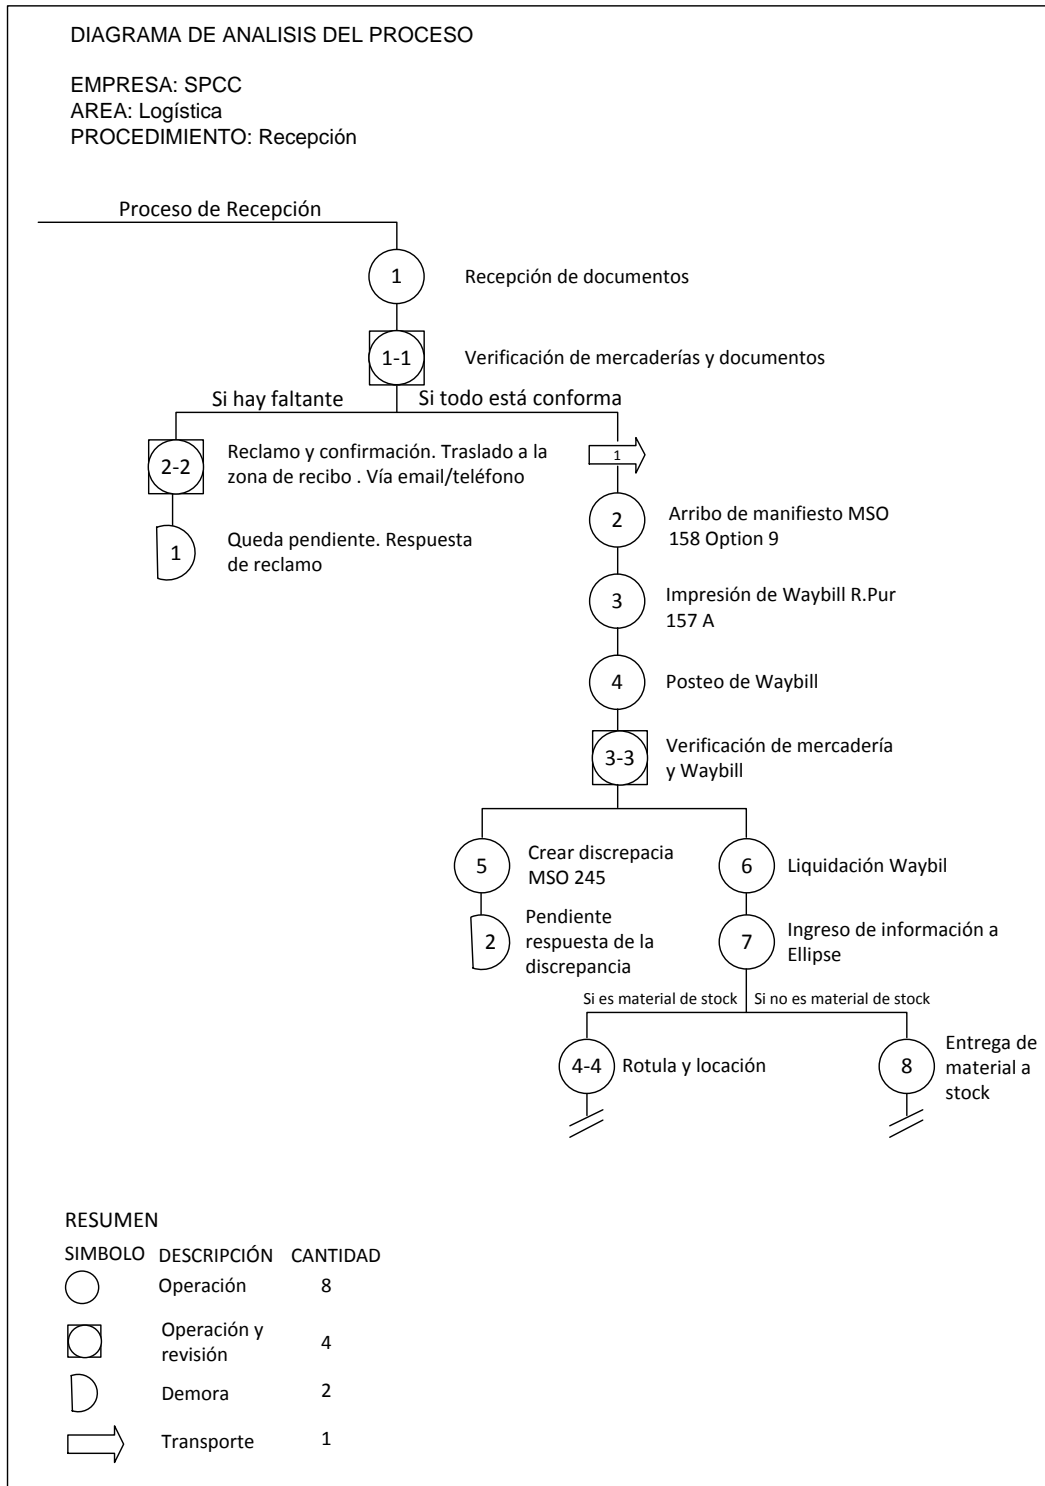 DIAGRAMA DE ANALISIS DEL PROCESO
EMPRESA: SPCC
AREA: Logística
PROCEDIMIENTO: Recepción
Proceso de Recepción
1
Recepción de documentos
1-1
Verificación de mercaderías y documentos
Si hay faltante
Si todo está conforma
2-2
Reclamo y confirmación. Traslado a la
zona de recibo . Vía email/teléfono
1
1
Queda pendiente. Respuesta
de reclamo
2
Arribo de manifiesto MSO
158 Option 9
3
Impresión de Waybill R.Pur
157 A
4
Posteo de Waybill
3-3
Verificación de mercadería
y Waybill
5
Crear discrepacia
MSO 245
6
Liquidación Waybil
2
Pendiente
respuesta de la
discrepancia
7
Ingreso de información a
Ellipse
Si es material de stock
Si no es material de stock
4-4
Rotula y locación
8
Entrega de
material a
stock
RESUMEN
SIMBOLO DESCRIPCIÓN CANTIDAD
Operación 8
Operación y
revisión 4
Demora 2
Transporte 1